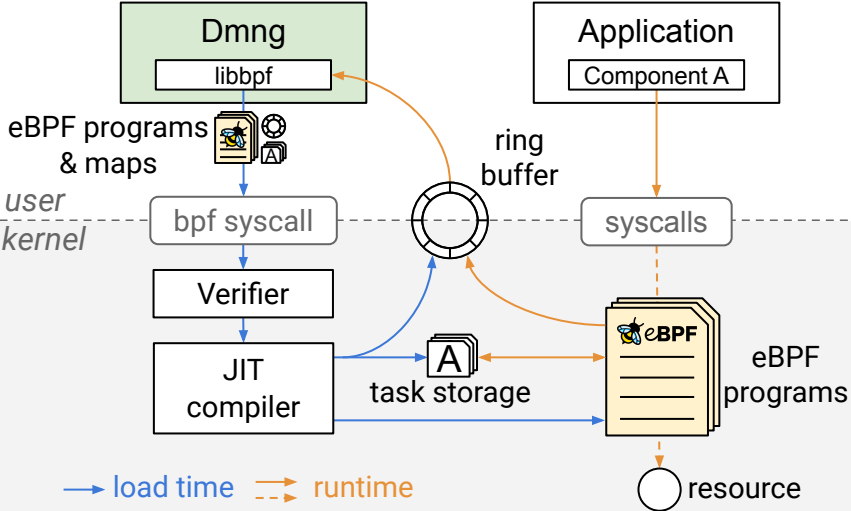 Dmng
libbpf
Application
Component A
eBPF programs
& maps
A
ring
buffer
user
kernel
bpf syscall
syscalls
Verifier
JIT
compiler
A
task storage
eBPF
eBPF
programs
load time
runtime
resource